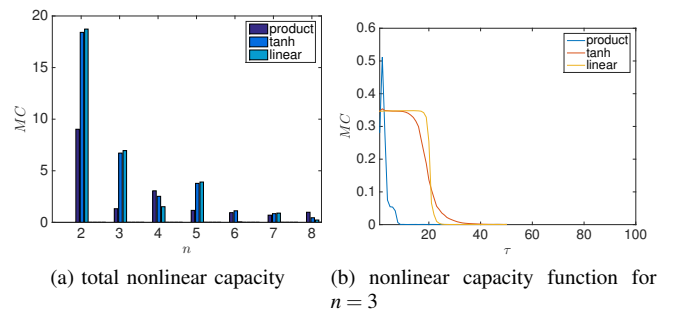 20
15
10
5
0
MC
2 3 4 5 6 7 8
n
product
tanh
linear
(a) total nonlinear capacity
0.6
0.5
0.4
0.3
0.2
0.1
0
MC
20 40 60 80 100
τ
product
tanh
linear
(b) nonlinear capacity function for
n = 3